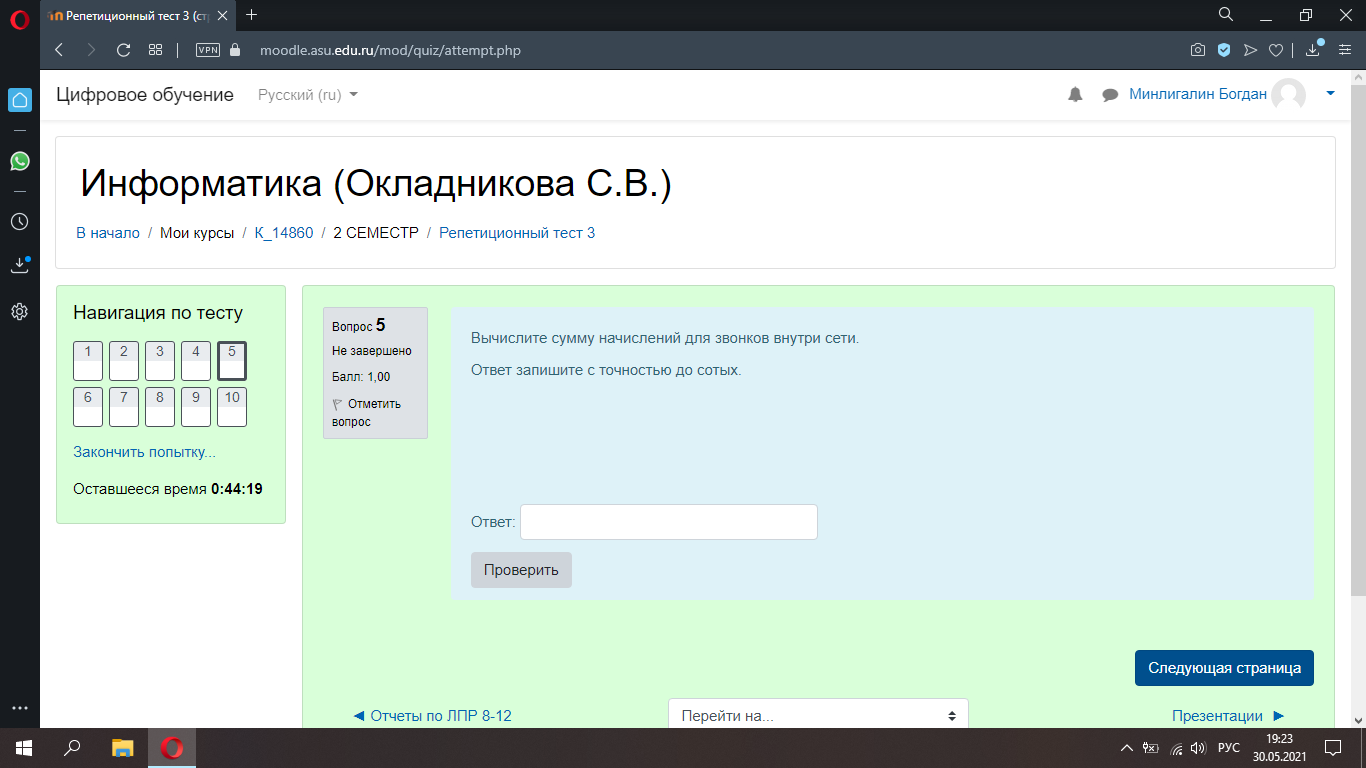 Репетиционный тест 3 (ст
VPN
moodle.asu.edu.ru/mod/quiz/attempt.php
Цифровое обучение
Русский (ru)
Минлигалин Богдан
Информатика (Окладникова С.В.)
В начало / Мои курсы / К_14860 / 2 СЕМЕСТР / Репетиционный тест 3
Навигация по тесту
1 2 3 4 5
6 7 8 9 10
Закончить попытку...
Оставшееся время 0:44:19
Вопрос 5
Не завершено
Балл: 1,00
Отметить
вопрос
Вычислите сумму начислений для звонков внутри сети.
Ответ запишите с точностью до сотых.
Ответ:
Проверить
Следующая страница
◄ Отчеты по ЛПР 8-12
Перейти на...
Презентации ►
РУС
19:23
30.05.2021